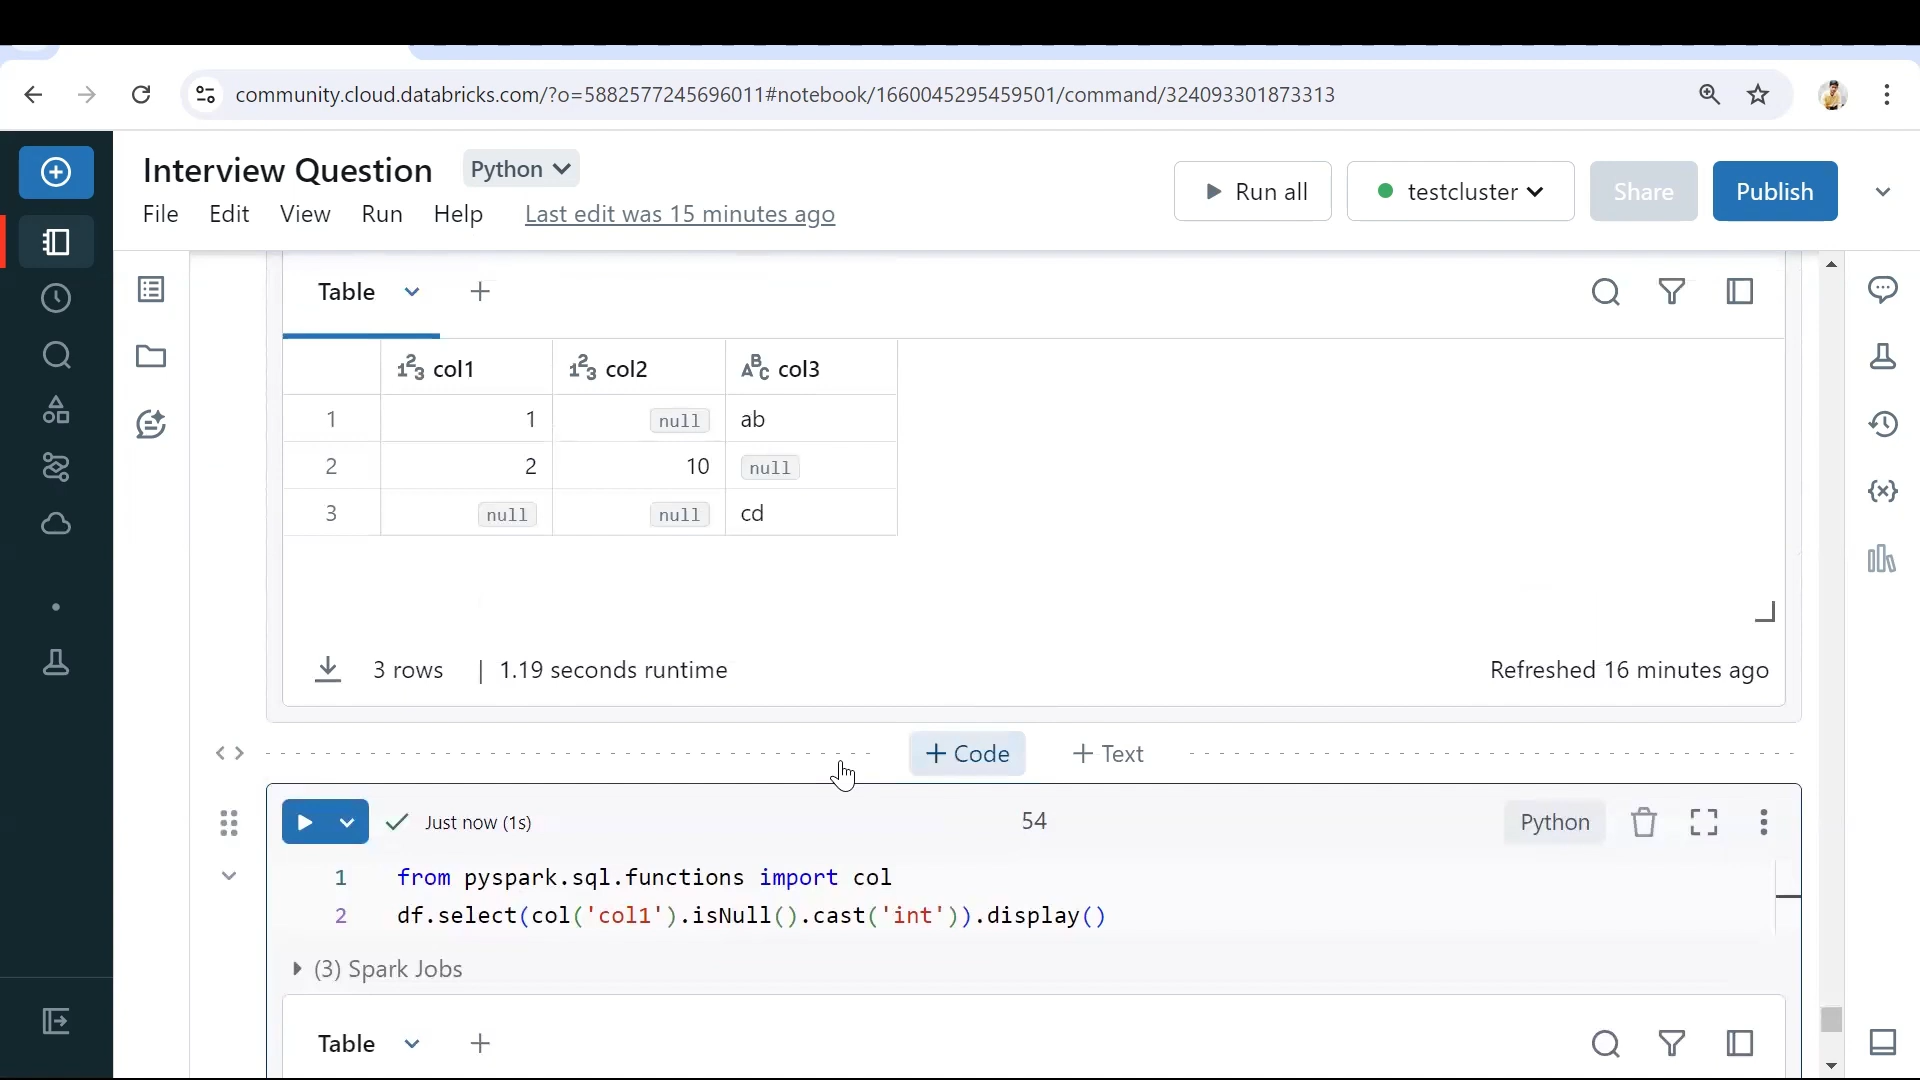 community.cloud.databricks.com/?o=5882577245696011#notebook/1660045295459501/command/324093301873313
Interview Question Python
File Edit View Run Help Last edit was 15 minutes ago
Run all testcluster Share Publish
Table +
123 col1 123 col2 ABC col3
1 1 null ab
2 2 10 null
3 null null cd
3 rows | 1.19 seconds runtime Refreshed 16 minutes ago
+ Code + Text
Just now (1s) 54 Python
1 from pyspark.sql.functions import col
2 df.select(col('col1').isNull().cast('int')).display()
(3) Spark Jobs
Table +